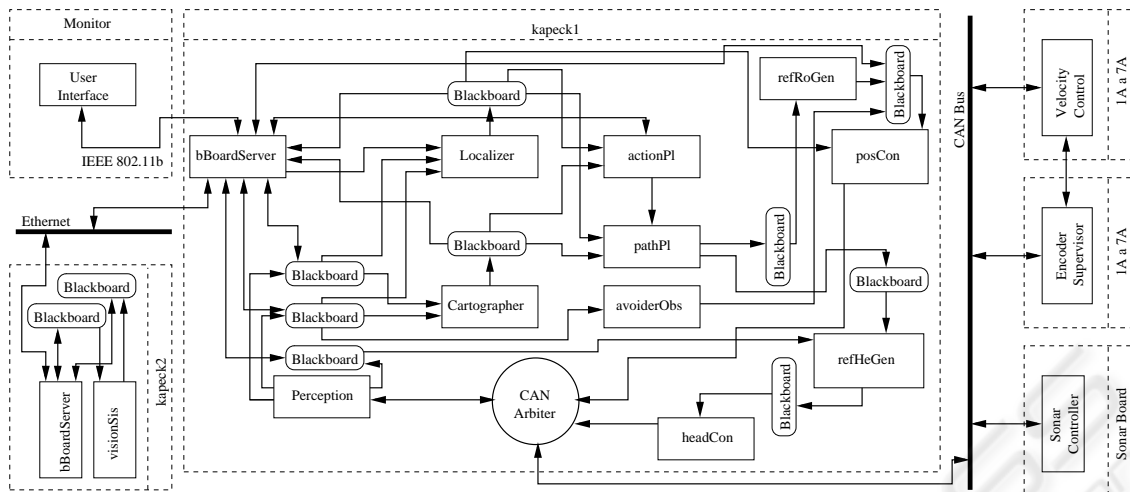 Monitor
User
Interface
IEEE 802.11b
Ethernet
Blackboard
Blackboard
bBoardServer
visionSis
kapeck2
kapeck1
bBoardServer
Blackboard
Localizer
actionPl
refRoGen
Blackboard
posCon
Blackboard
pathPl
Blackboard
Blackboard
Blackboard
Cartographer
avoiderObs
Blackboard
Blackboard
Perception
CAN
Arbiter
refHeGen
Blackboard
headCon
CAN Bus
Velocity
Control
1A a 7A
Encoder
Supervisor
1A a 7A
Sonar
Controller
Sonar Board